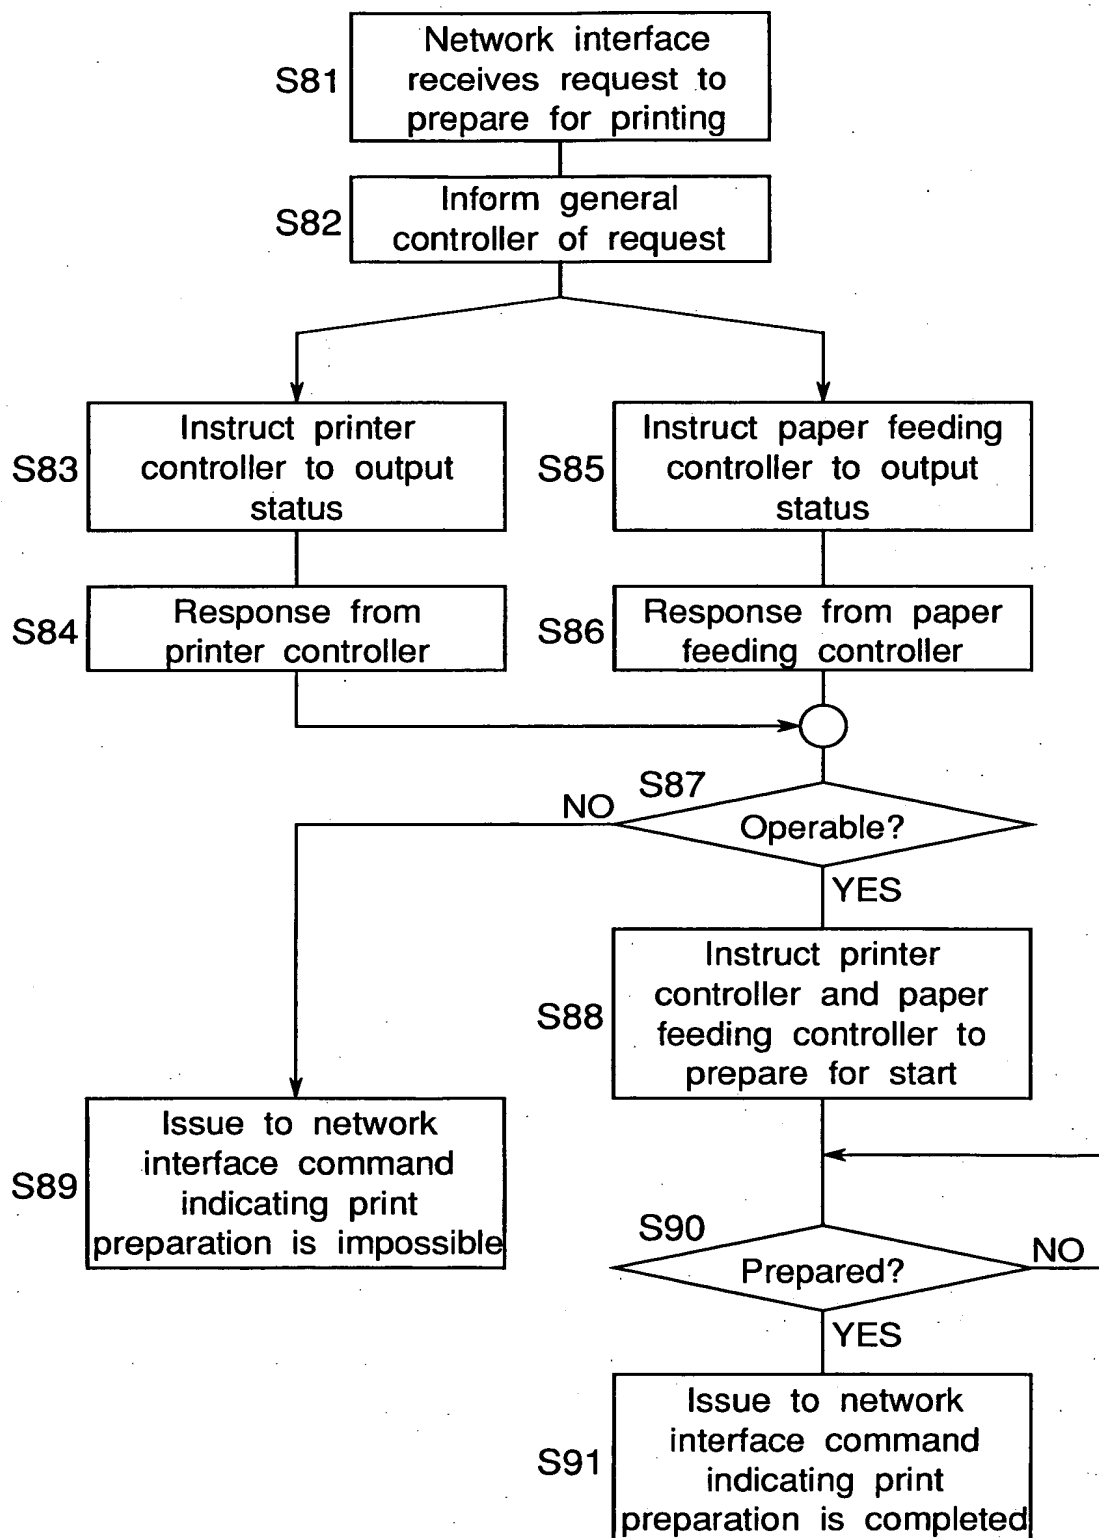 S81
Network interface
receives request to
prepare for printing
S82
Inform general
controller of request
S83
Instruct printer
controller to output
status
S85
Instruct paper feeding
controller to output
status
S84
Response from
printer controller
S86
Response from paper
feeding controller
S87
NO
Operable?
YES
S88
Instruct printer
controller and paper
feeding controller to
prepare for start
S89
Issue to network
interface command
indicating print
preparation is impossible
S90
Prepared?
NO
YES
S91
Issue to network
interface command
indicating print
preparation is completed